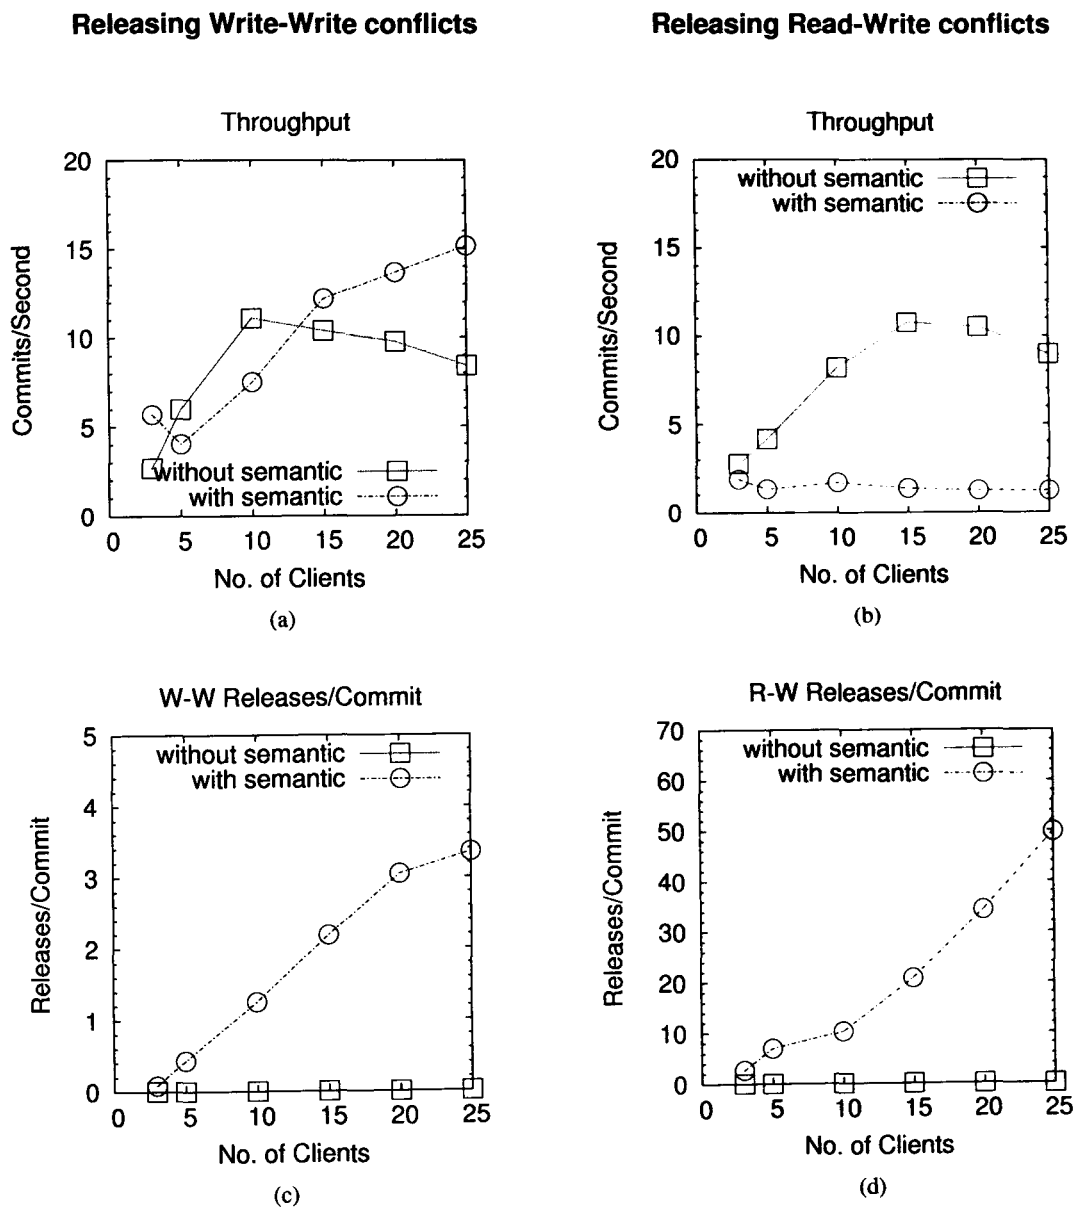 Releasing Write-Write conflicts
Throughput
20
15
10
5
0
Commits/Second
without semantic
with semantic
0 5 10 15 20 25
No. of Clients
(a)
Releasing Read-Write conflicts
Throughput
20
15
10
5
0
Commits/Second
without semantic
with semantic
0 5 10 15 20 25
No. of Clients
(b)
W-W Releases/Commit
5
4
3
2
1
0
Releases/Commit
without semantic
with semantic
0 5 10 15 20 25
No. of Clients
(c)
R-W Releases/Commit
70
60
50
40
30
20
10
0
Releases/Commit
without semantic
with semantic
0 5 10 15 20 25
No. of Clients
(d)